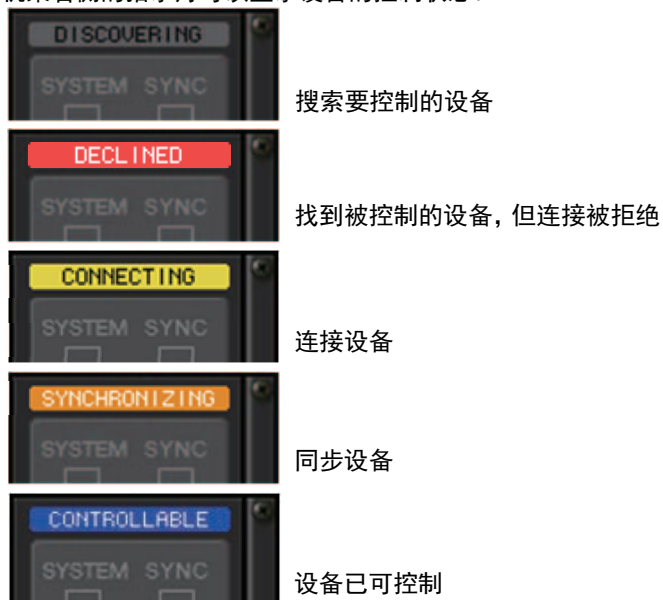 DISCOVERING
SYSTEM SYNC
搜索要控制的设备
DECLINED
SYSTEM SYNC
找到被控制的设备，但连接被拒绝
CONNECTING
SYSTEM SYNC
连接设备
SYNCHRONIZING
SYSTEM SYNC
同步设备
CONTROLLABLE
SYSTEM SYNC
设备已可控制